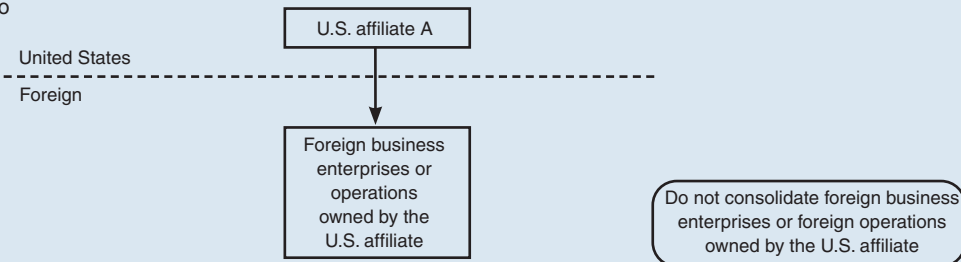 U.S. affiliate A
United States
Foreign
Foreign business
enterprises or
operations
owned by the
U.S. affiliate
Do not consolidate foreign business
enterprises or foreign operations
owned by the U.S. affiliate